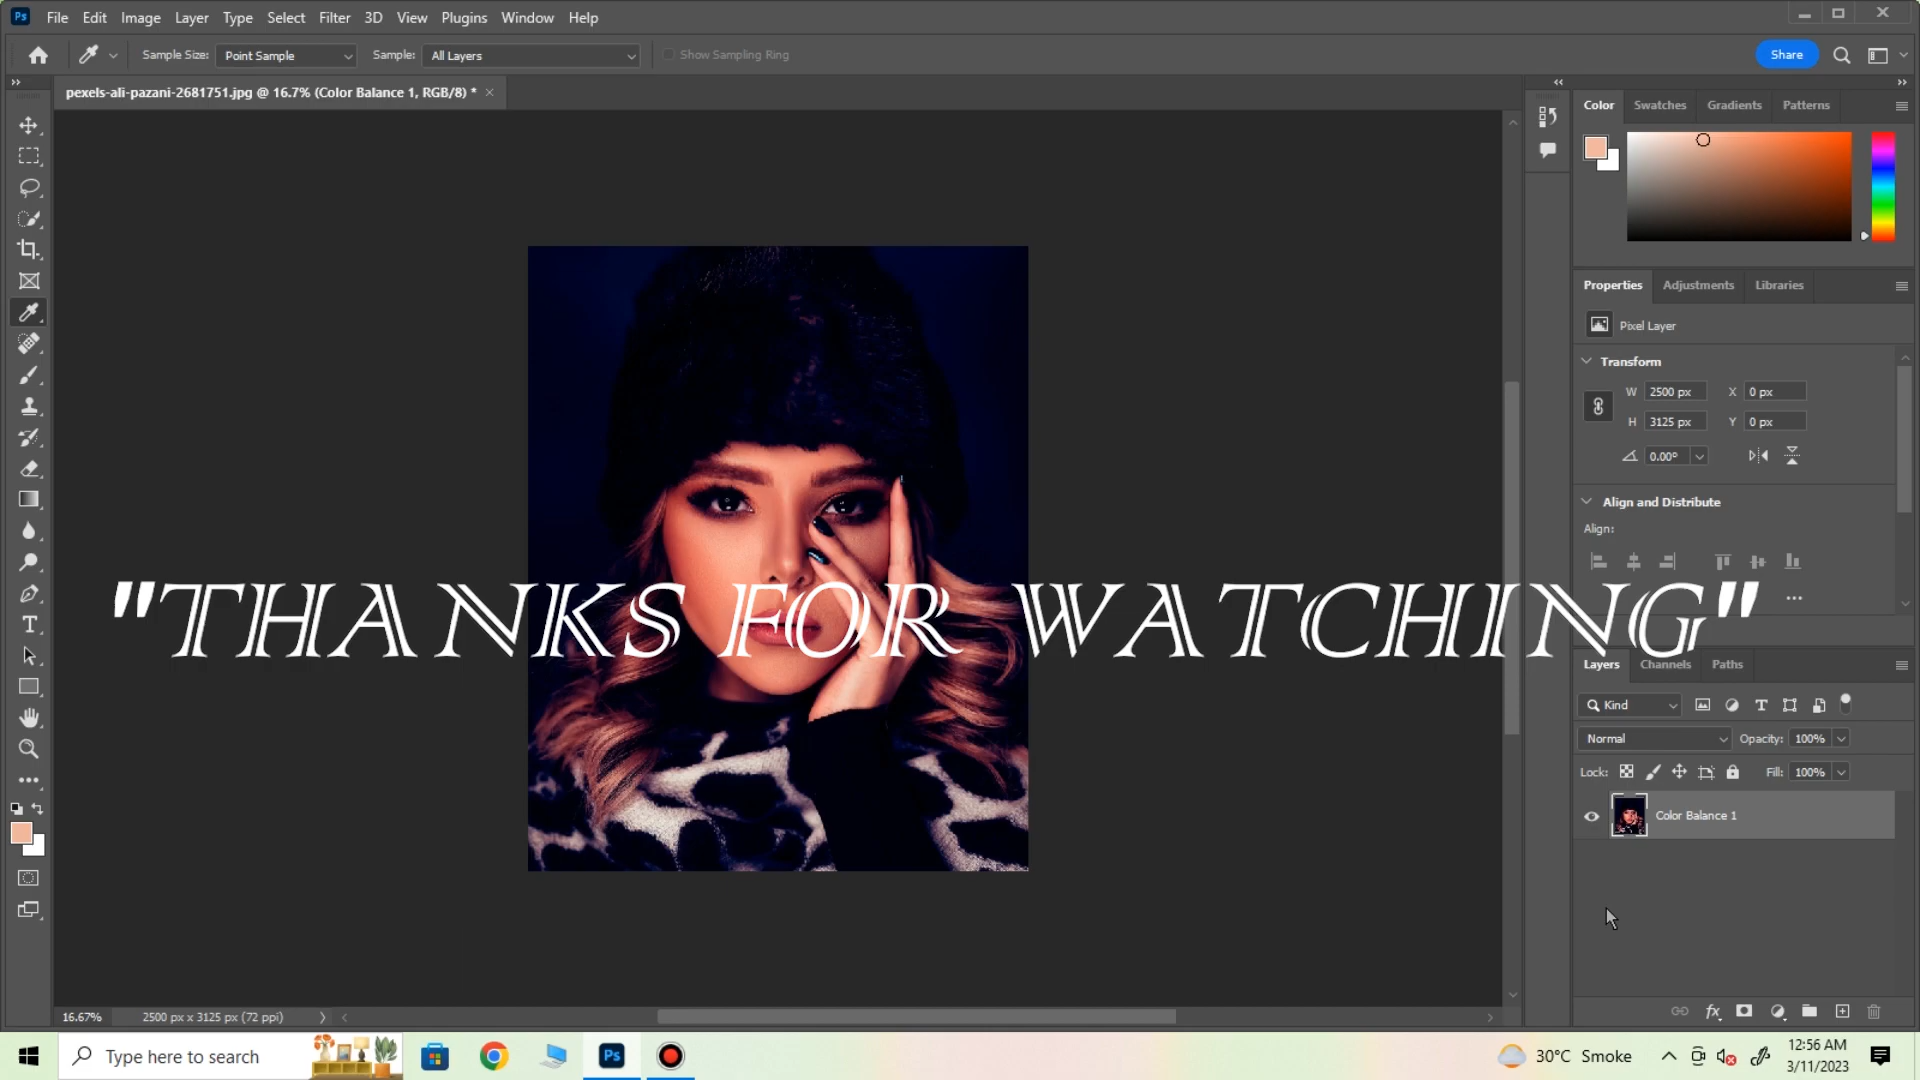 Ps File Edit Image Layer Type Select Filter 3D View Plugins Window Help
Sample Size: Point Sample Sample: All Layers Show Sampling Ring Share
pexels-ali-pazani-2681751.jpg @ 16.7% (Color Balance 1, RGB/8) *
Color Swatches Gradients Patterns
Properties Adjustments Libraries
Pixel Layer
Transform
W 2500 px X 0 px
H 3125 px Y 0 px
0.00°
Align and Distribute
Align:
"THANKS FOR WATCHING"
Layers Channels Paths
Kind
Normal Opacity: 100%
Lock: Fill: 100%
Color Balance 1
16.67% 2500 px x 3125 px (72 ppi)
Type here to search
Ps
30°C Smoke
12:56 AM
3/11/2023